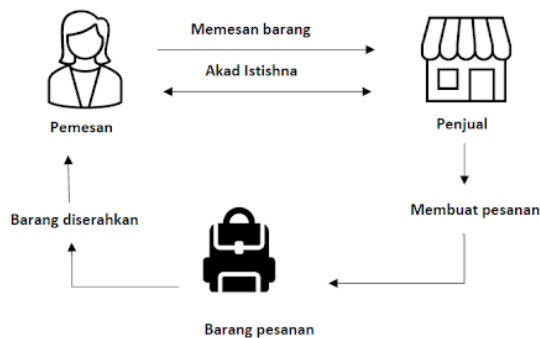 Memesan barang
Akad Istishna
Pemesan
Penjual
Membuat pesanan
Barang diserahkan
Barang pesanan